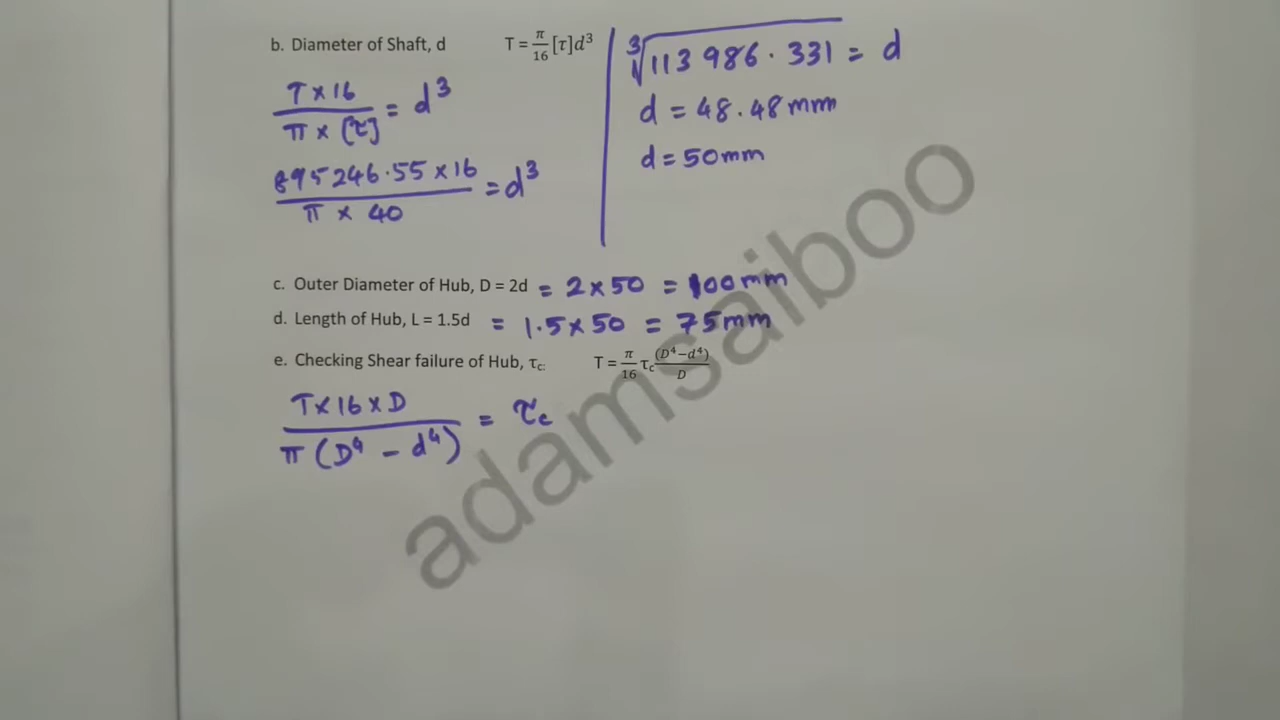 b. Diameter of Shaft, d T = π/16 [τ]d³
T × 16 / π × [τ] = d³
895246.55 × 16 / π × 40 = d³
³√113 986.331 = d
d = 48.48mm
d = 50mm
c. Outer Diameter of Hub, D = 2d = 2 × 50 = 100mm
d. Length of Hub, L = 1.5d = 1.5 × 50 = 75mm
e. Checking Shear failure of Hub, τc: T = π/16 τc (D⁴−d⁴)/D
T × 16 × D / π (D⁴ − d⁴) = τc
adamsaiboo